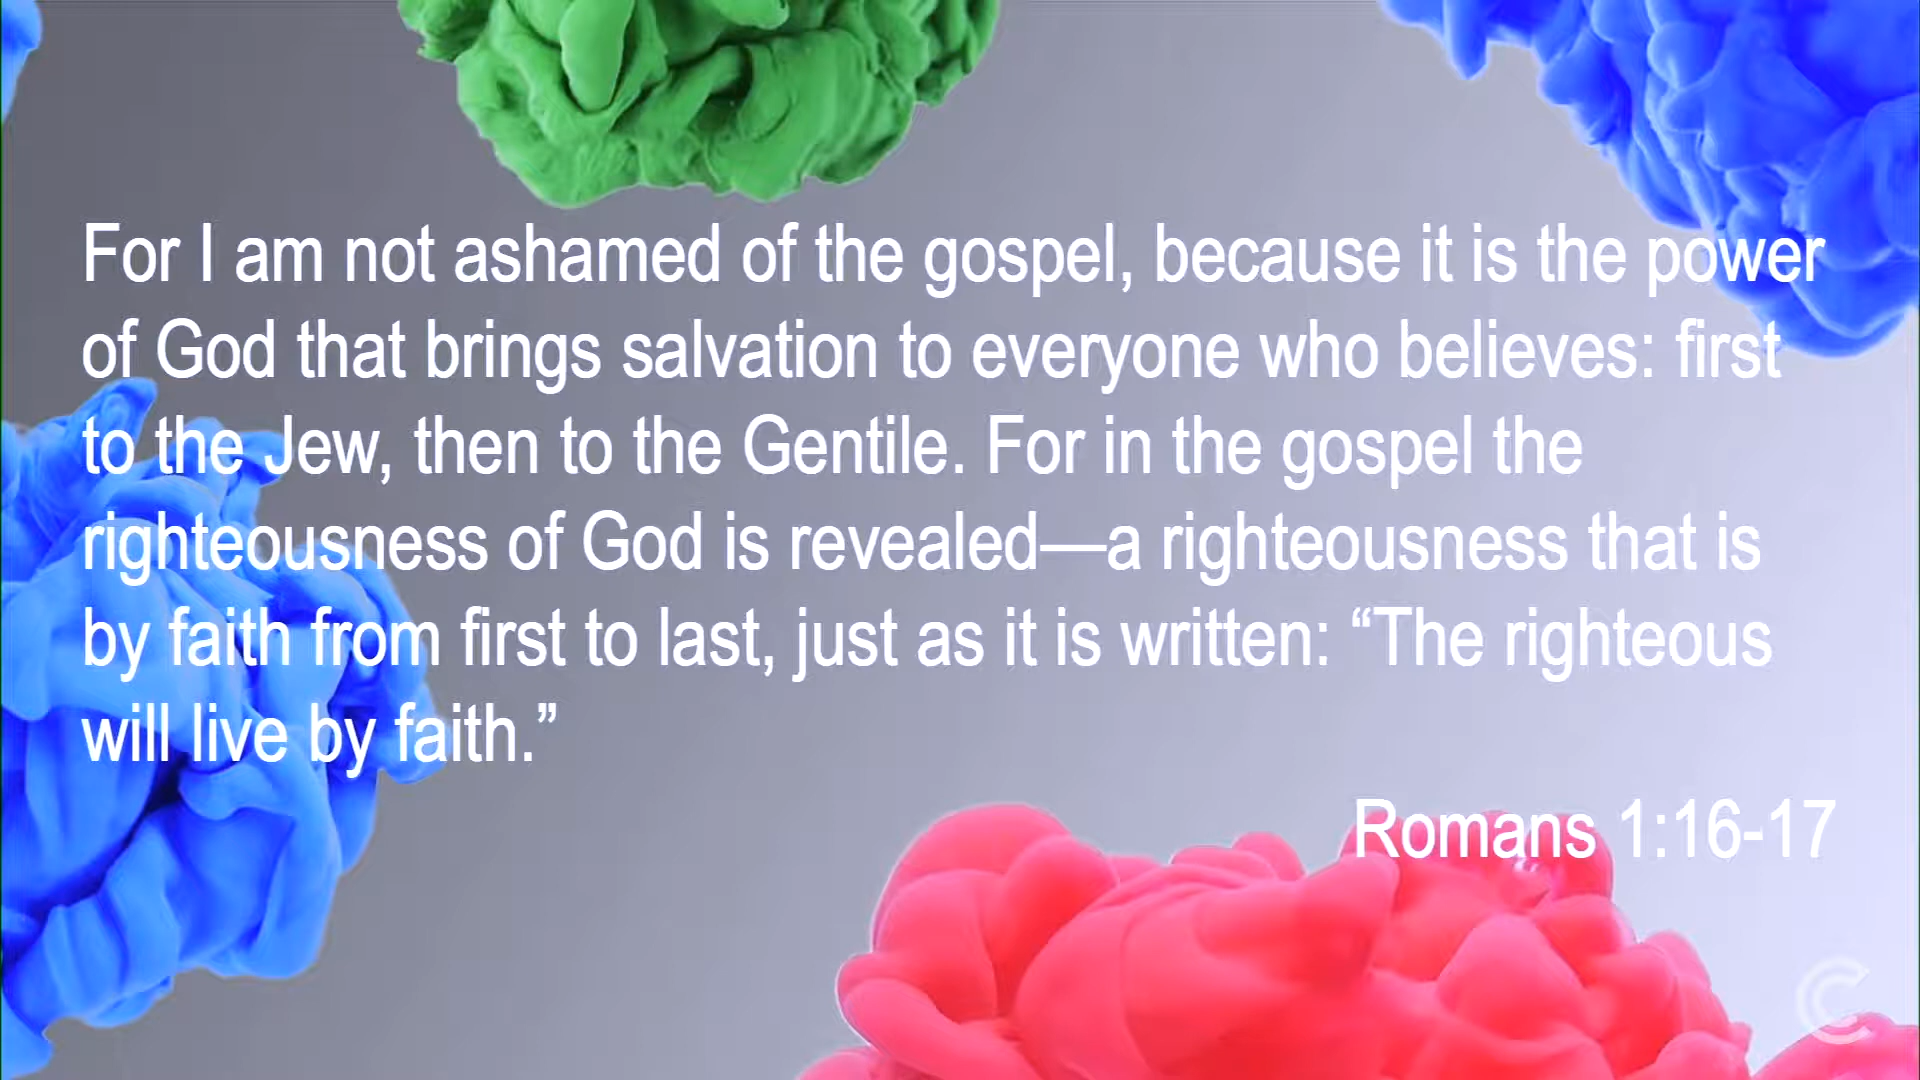 For I am not ashamed of the gospel, because it is the power
of God that brings salvation to everyone who believes: first
to the Jew, then to the Gentile. For in the gospel the
righteousness of God is revealed—a righteousness that is
by faith from first to last, just as it is written: “The righteous
will live by faith.”
Romans 1:16-17